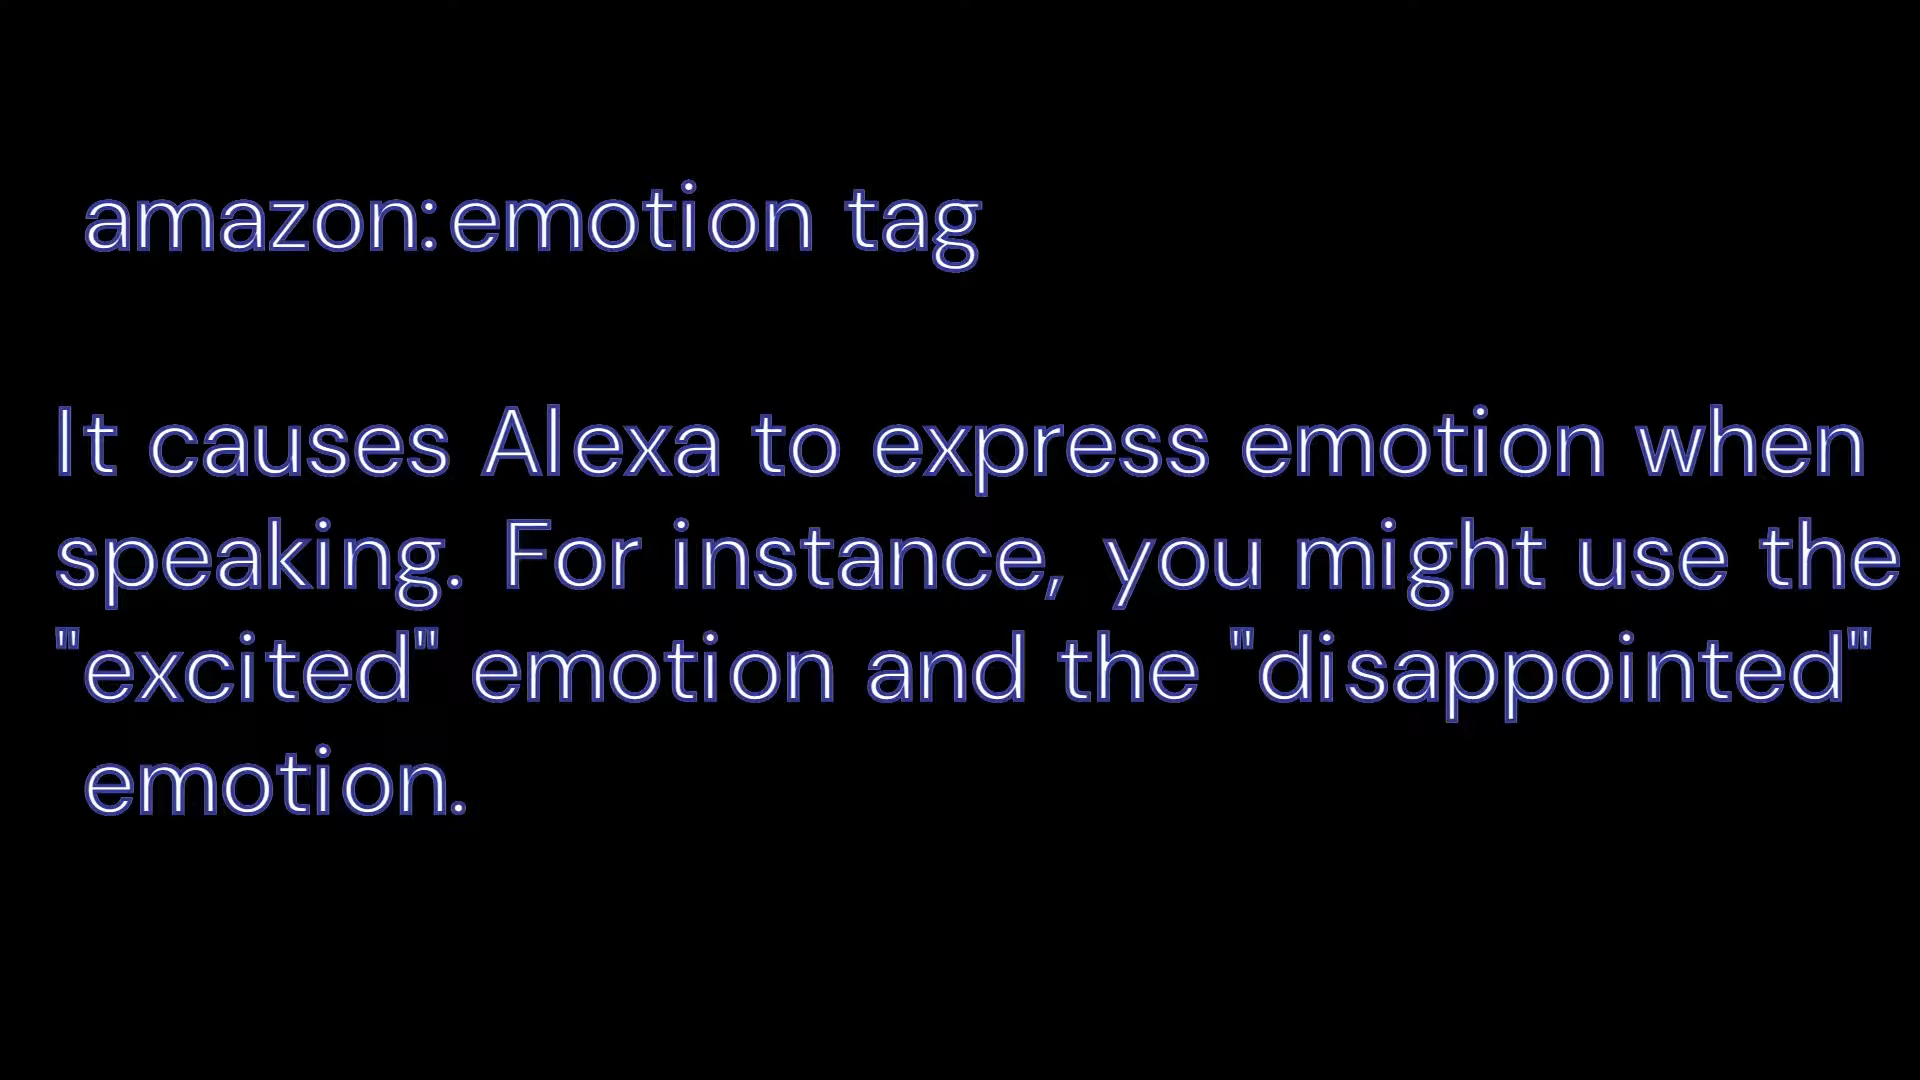 amazon:emotion tag
It causes Alexa to express emotion when
speaking. For instance, you might use the
"excited" emotion and the "disappointed"
emotion.